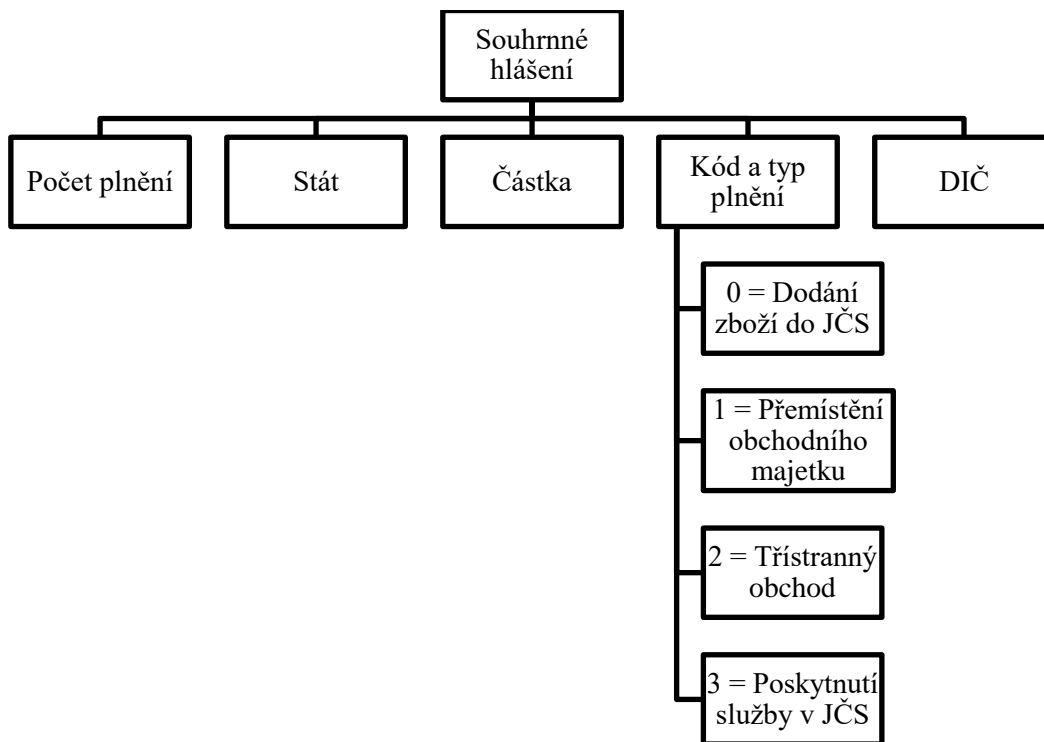 Souhrnné
hlášení
Počet plnění
Stát
Částka
Kód a typ
plnění
DIČ
0 = Dodání
zboží do JČS
1 = Přemístění
obchodního
majetku
2 = Třístranný
obchod
3 = Poskytnutí
služby v JČS